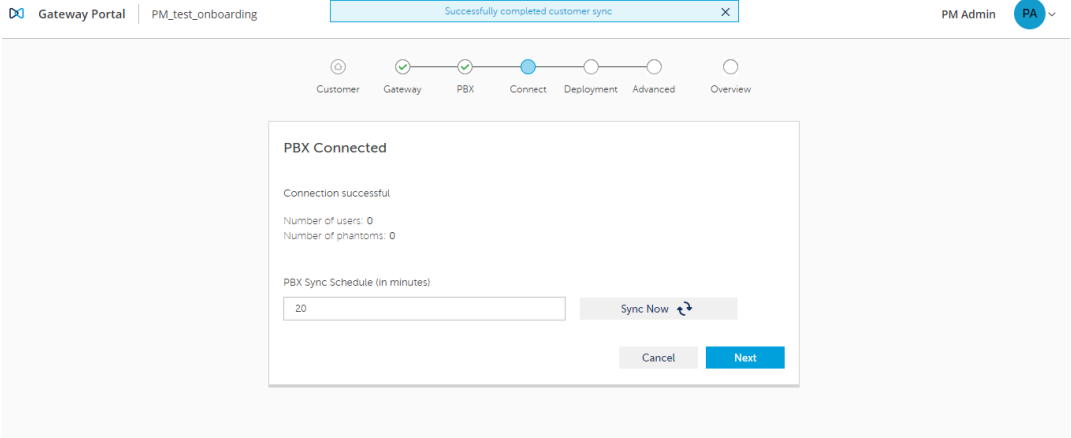 Gateway Portal PM_test_onboarding Successfully completed customer sync PM Admin PA
Customer Gateway PBX Connect Deployment Advanced Overview
PBX Connected
Connection successful
Number of users: 0
Number of phantoms: 0
PBX Sync Schedule (in minutes)
20 Sync Now
Cancel Next